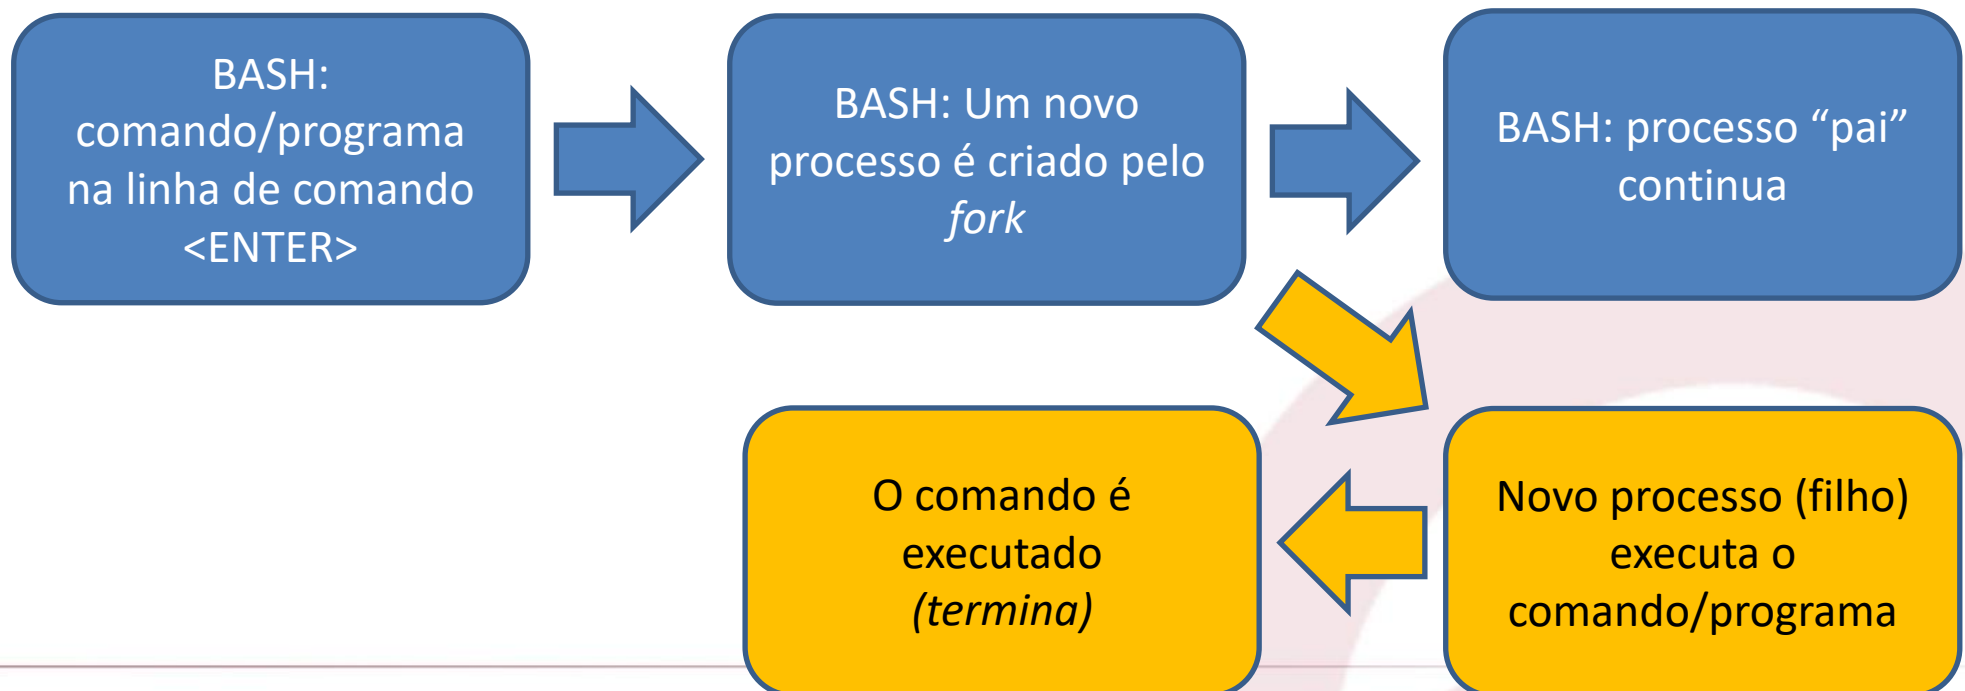 BASH:
comando/programa
na linha de comando
<ENTER>
BASH: Um novo
processo é criado pelo
fork
BASH: processo “pai”
continua
Novo processo (filho)
executa o
comando/programa
O comando é
executado
(termina)